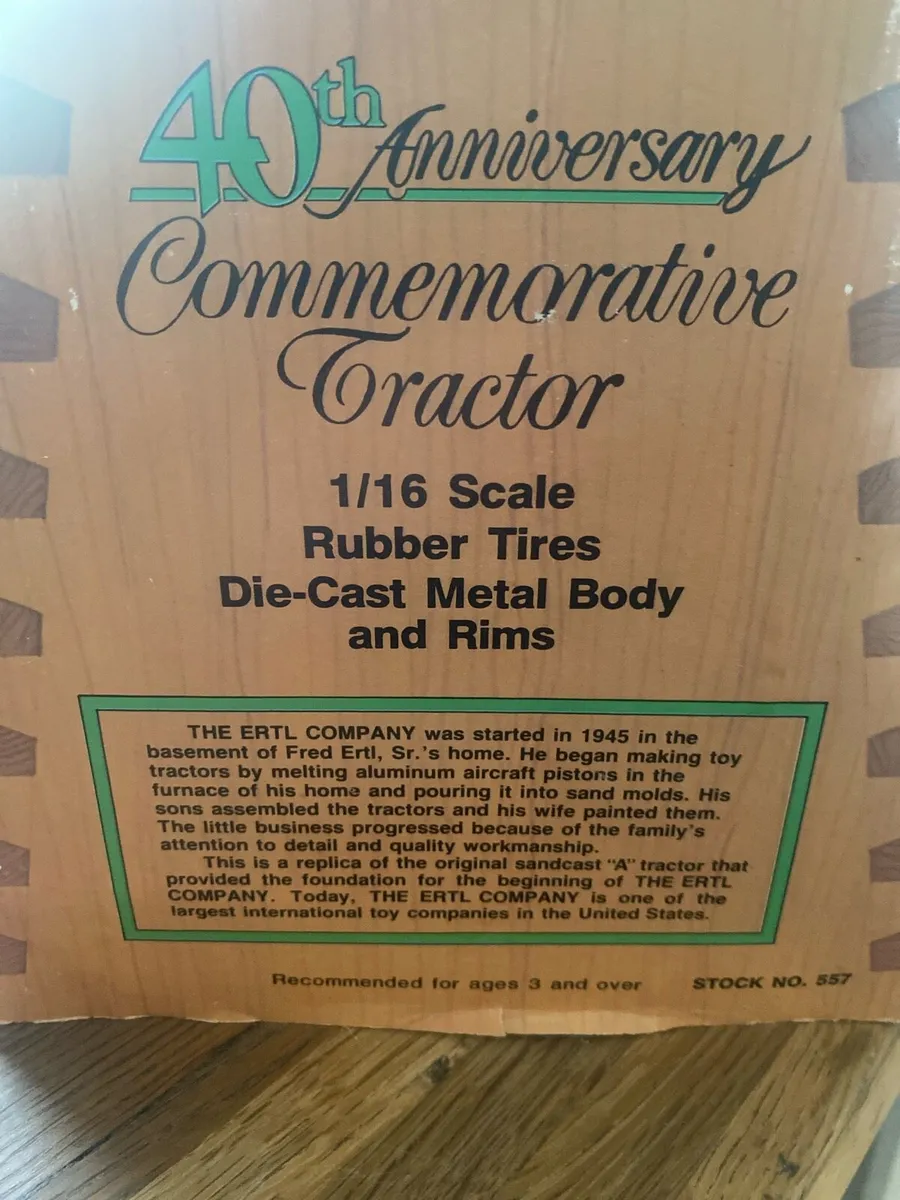 40th Anniversary
Commemorative
Tractor
1/16 Scale
Rubber Tires
Die-Cast Metal Body
and Rims
THE ERTL COMPANY was started in 1945 in the
basement of Fred Ertl, Sr.'s home. He began making toy
tractors by melting aluminum aircraft pistons in the
furnace of his home and pouring it into sand molds. His
sons assembled the tractors and his wife painted them.
The little business progressed because of the family's
attention to detail and quality workmanship.
This is a replica of the original sandcast "A" tractor that
provided the foundation for the beginning of THE ERTL
COMPANY. Today, THE ERTL COMPANY is one of the
largest international toy companies in the United States.
Recommended for ages 3 and over STOCK NO. 557